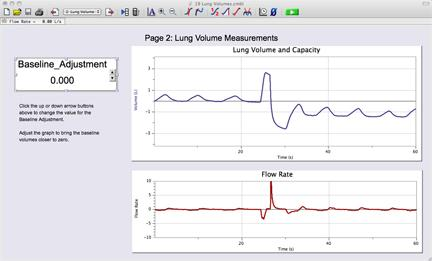 19 Lung Volumes.cmbl
2: Lung Volume
Flow Rate = 0.00 L/s
Page 2: Lung Volume Measurements
Baseline_Adjustment
0.000
Click the up or down arrow buttons
above to change the value for the
Baseline Adjustment.
Adjust the graph to bring the baseline
volumes closer to zero.
Lung Volume and Capacity
Volume (L)
3
1
-1
-3
0
20
40
60
Time (s)
Flow Rate
Flow Rate
10
5
0
-5
-10
0
20
40
60
Time (s)